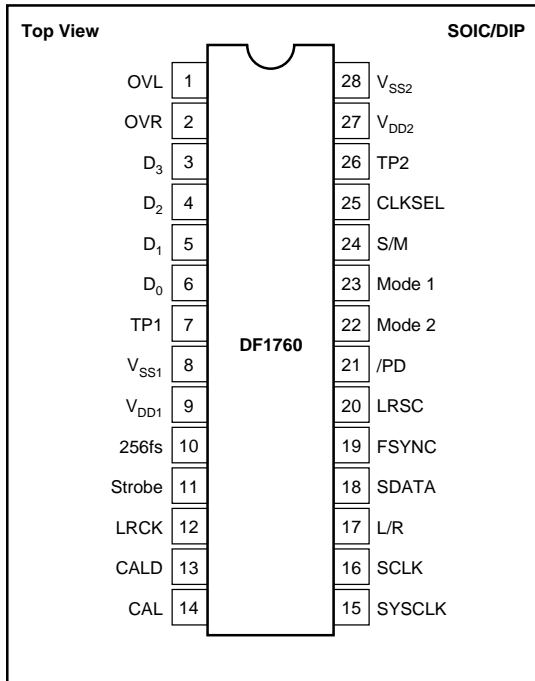 Top View SOIC/DIP
OVL 1 28 VSS2
OVR 2 27 VDD2
D3 3 26 TP2
D2 4 25 CLKSEL
D1 5 24 S/M
D0 6 23 Mode 1
TP1 7 22 Mode 2
DF1760
VSS1 8 21 /PD
VDD1 9 20 LRSC
256fs 10 19 FSYNC
Strobe 11 18 SDATA
LRCK 12 17 L/R
CALD 13 16 SCLK
CAL 14 15 SYSCLK